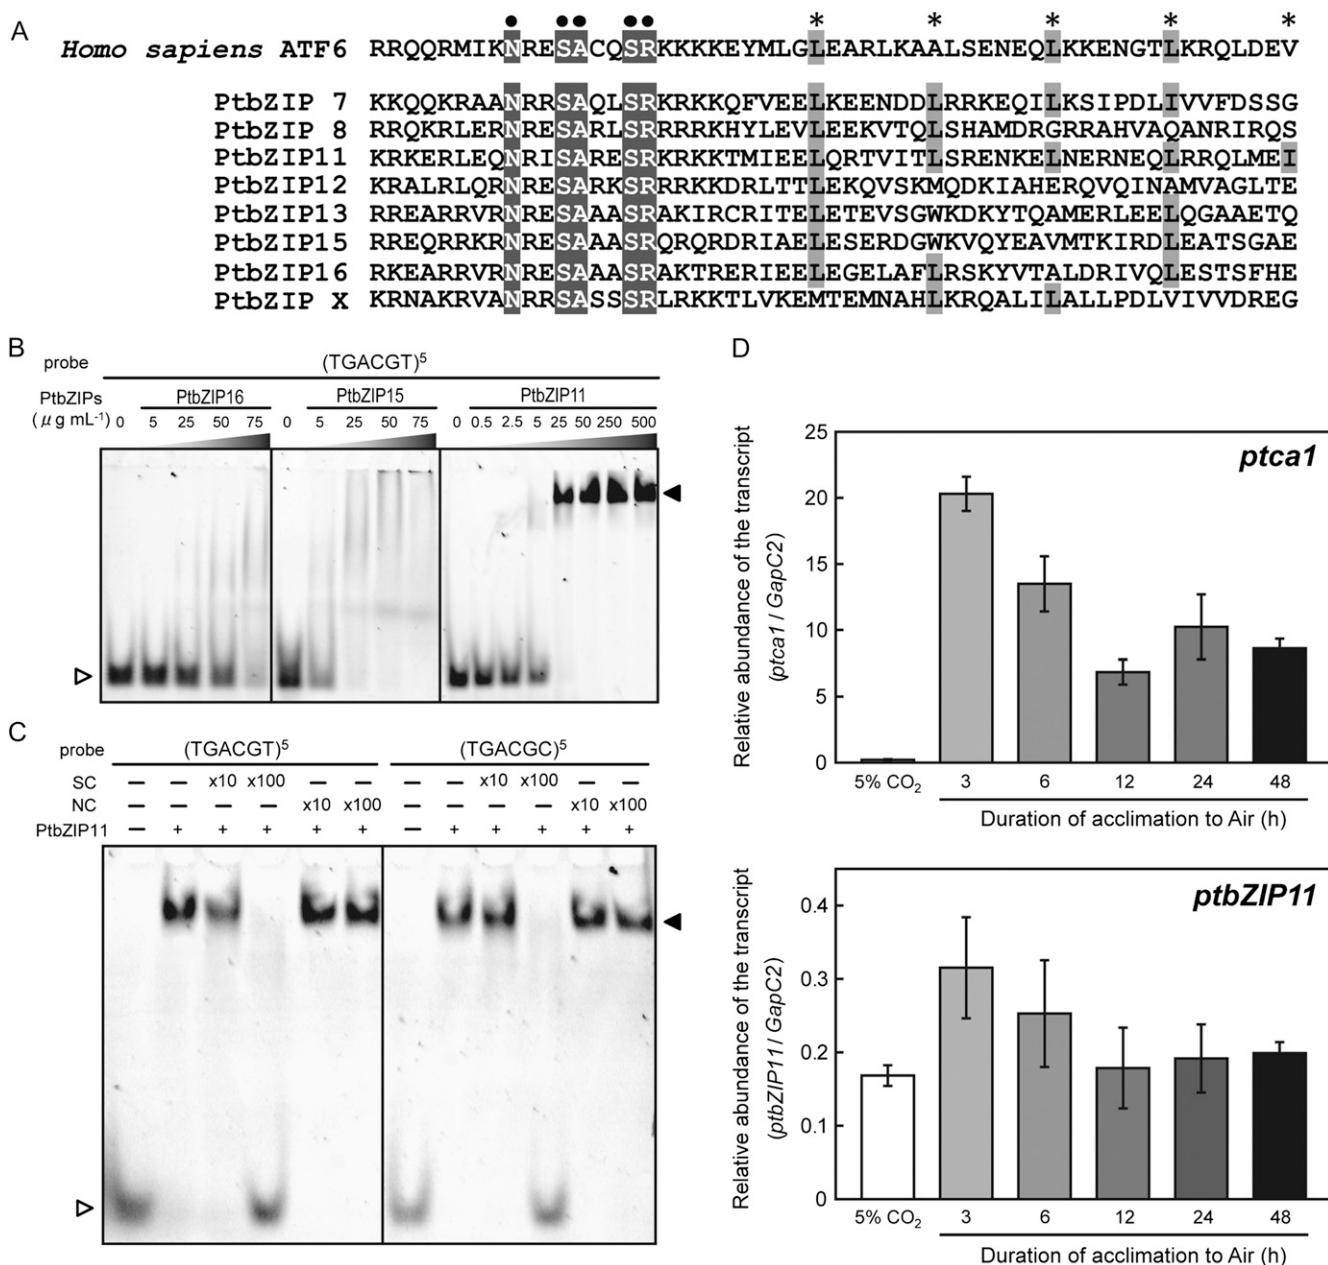 A
Homo sapiens ATF6 RRQQRMIKNRESACQSRKKKKEYMLGLEARLKAALSENEQLKKENGTLKRQLDEV
PtbZIP 7 KKQQKRAANRRSAQLSRKRKKQFVEELKEENDDLRRKEQILKSIPDLIVVFDSSG
PtbZIP 8 RRQKRLERNRESARLSRRRRKHYLEVLEEKVTQLSHAMDRGRRAHVAQANRIRQS
PtbZIP11 KRKERLEQNRISARESRKRKKTMIEELQRTVITLSRENKELNERNEQLRRQLMEI
PtbZIP12 KRALRLQRNRESARKSRRRKKDRLTTLEKQVSKMQDKIAHERQVQINAMVAGLTE
PtbZIP13 RREARRVRNRESAAASRAKIRCRITELETEVSGWKDKYTQAMERLEELQGAAETQ
PtbZIP15 RREQRRKRNRESAAASRQRQRDRIAELESERDGWKVQYEAVMTKIRDLEATSGAE
PtbZIP16 RKEARRVRNRESAAASRAKTRERIEELEGELAFLRSKYVTALDRIVQLESTSFHE
PtbZIP X KRNAKRVANRRSASSSRLRKKTLVKEMTEMNAHLKRQALILALLPDLVIVVDREG
B
probe (TGACGT)⁵
PtbZIPs PtbZIP16 PtbZIP15 PtbZIP11
(μg mL⁻¹) 0 5 25 50 75 0 5 25 50 75 0 0.5 2.5 5 25 50 250 500
C
probe (TGACGT)⁵ (TGACGC)⁵
SC – – x10 x100 – – – – x10 x100 – –
NC – – – – x10 x100 – – – – x10 x100
PtbZIP11 – + + + + + – + + + + +
D
ptca1
Relative abundance of the transcript
(ptca1 / GapC2)
25
20
15
10
5
0
5% CO₂ 3 6 12 24 48
Duration of acclimation to Air (h)
ptbZIP11
Relative abundance of the transcript
(ptbZIP11 / GapC2)
0.4
0.3
0.2
0.1
0
5% CO₂ 3 6 12 24 48
Duration of acclimation to Air (h)